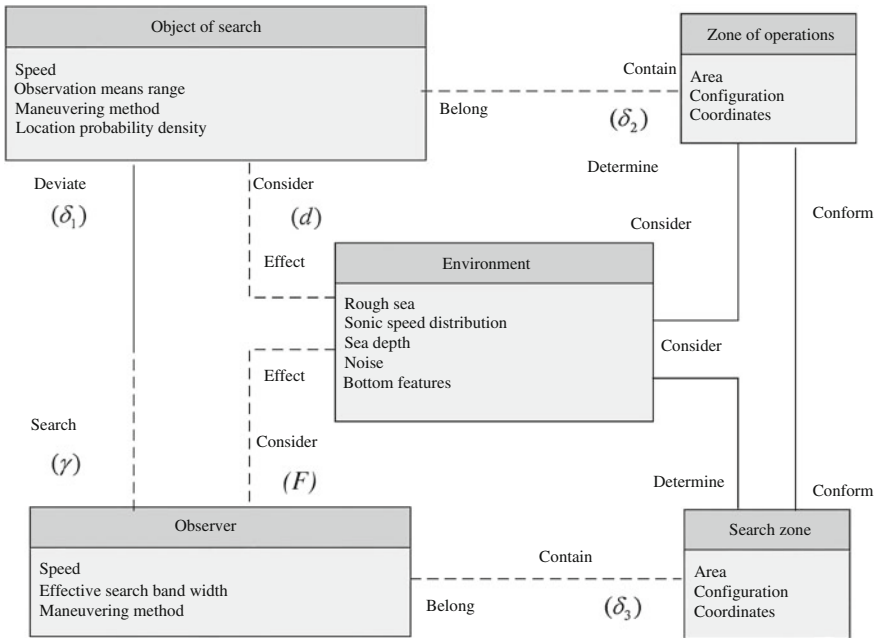 Object of search
Speed
Observation means range
Maneuvering method
Location probability density
Zone of operations
Area
Configuration
Coordinates
Contain
Belong
(δ₂)
Deviate
(δ₁)
Consider
(d)
Effect
Determine
Consider
Conform
Environment
Rough sea
Sonic speed distribution
Sea depth
Noise
Bottom features
Consider
Effect
Search
(γ)
Consider
(F)
Determine
Conform
Observer
Speed
Effective search band width
Maneuvering method
Contain
Belong
(δ₃)
Search zone
Area
Configuration
Coordinates